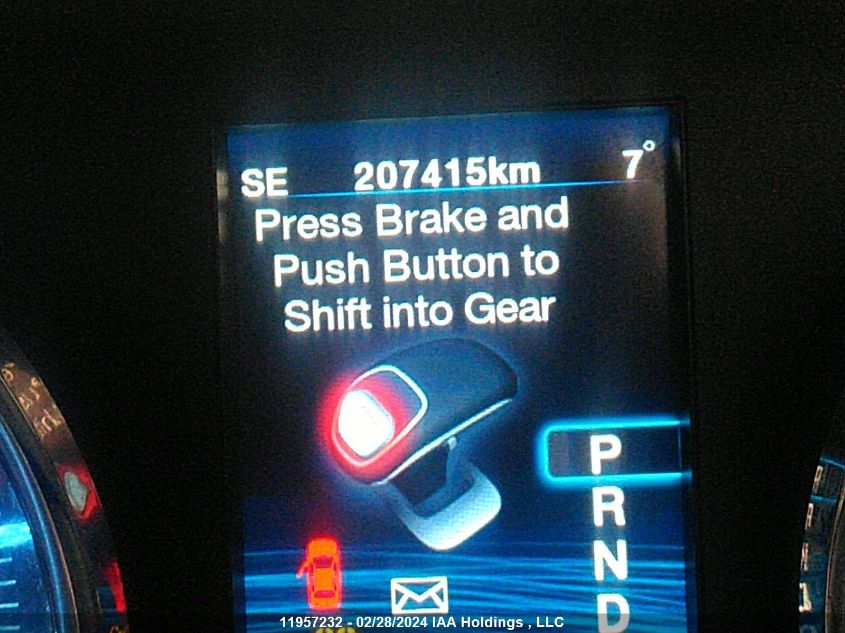 SE 207415km 7°
Press Brake and
Push Button to
Shift into Gear
P
R
N
D
11957232 - 02/28/2024 IAA Holdings , LLC